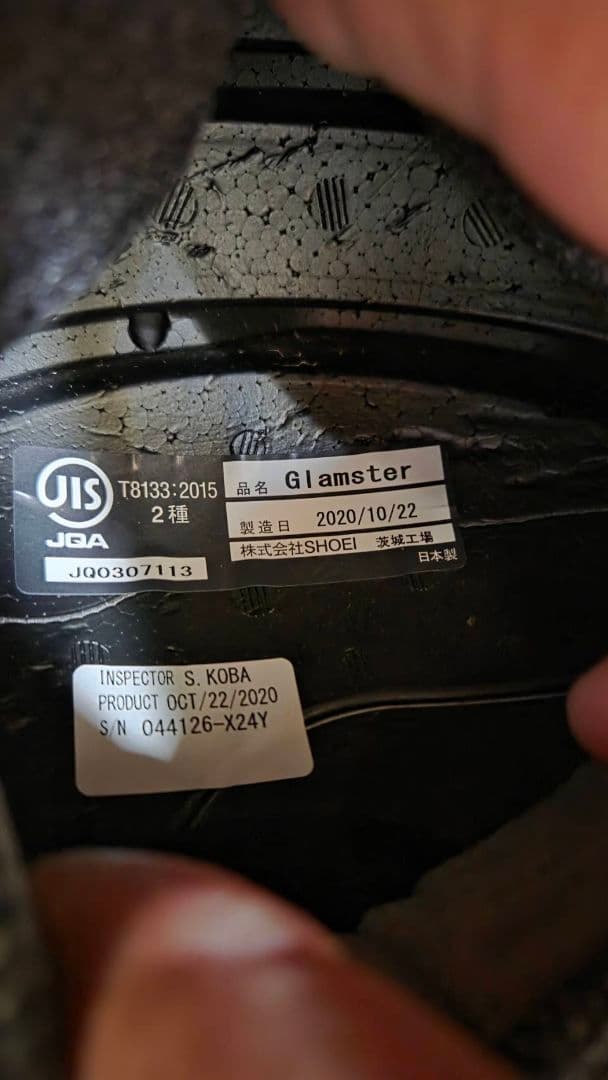 JIS
T8133:2015
2種
JQA
JQ0307113
品名 Glamster
製造日 2020/10/22
株式会社SHOEI 茨城工場
日本製
INSPECTOR S. KOBA
PRODUCT OCT/22/2020
S/N 044126-X24Y